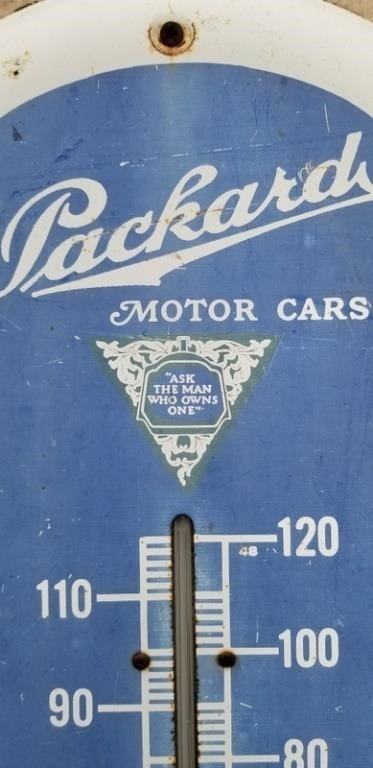 Packard
MOTOR CARS
"ASK
THE MAN
WHO OWNS
ONE"
48 120
110
100
90
80